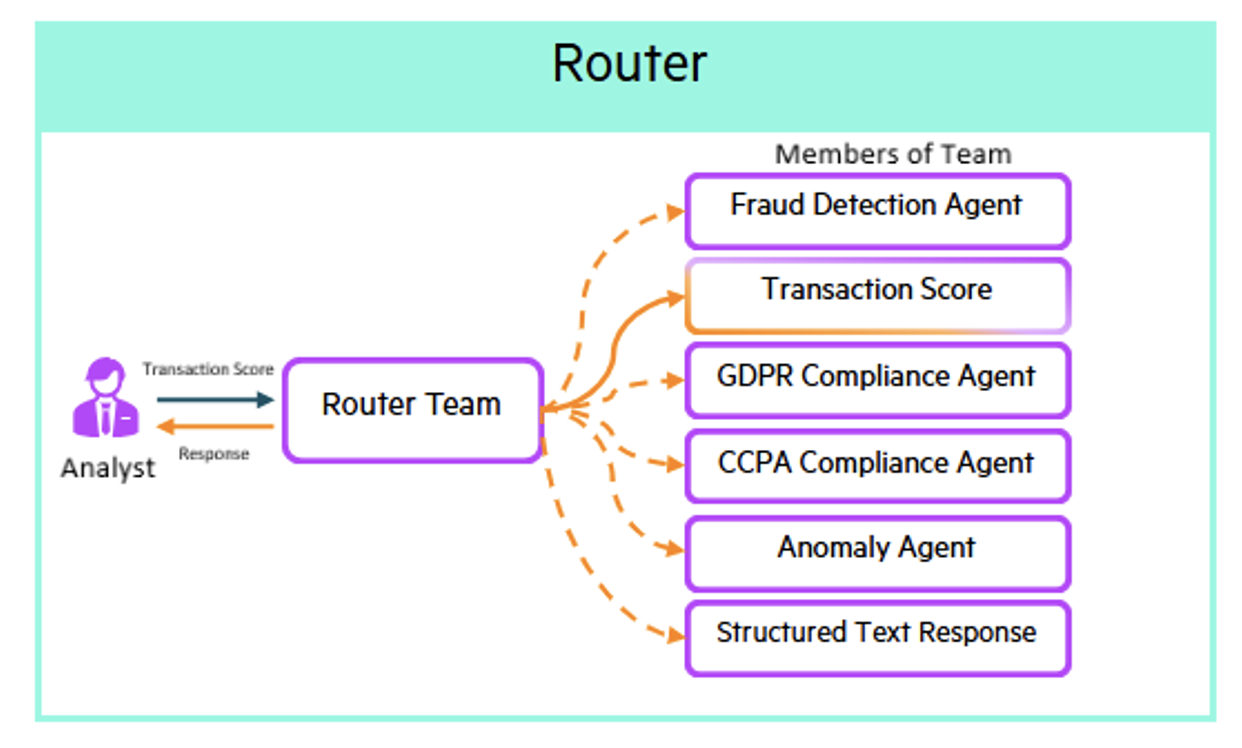 Router
Members of Team
Fraud Detection Agent
Transaction Score
GDPR Compliance Agent
Transaction Score
Router Team
Response
Analyst
CCPA Compliance Agent
Anomaly Agent
Structured Text Response